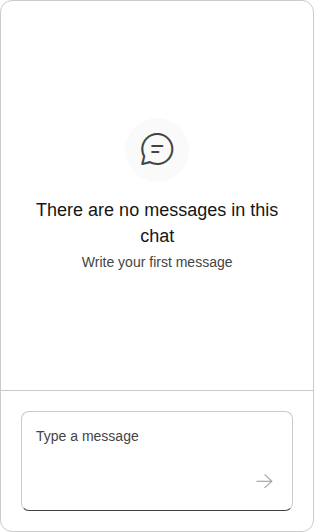 There are no messages in this
chat
Write your first message
Type a message